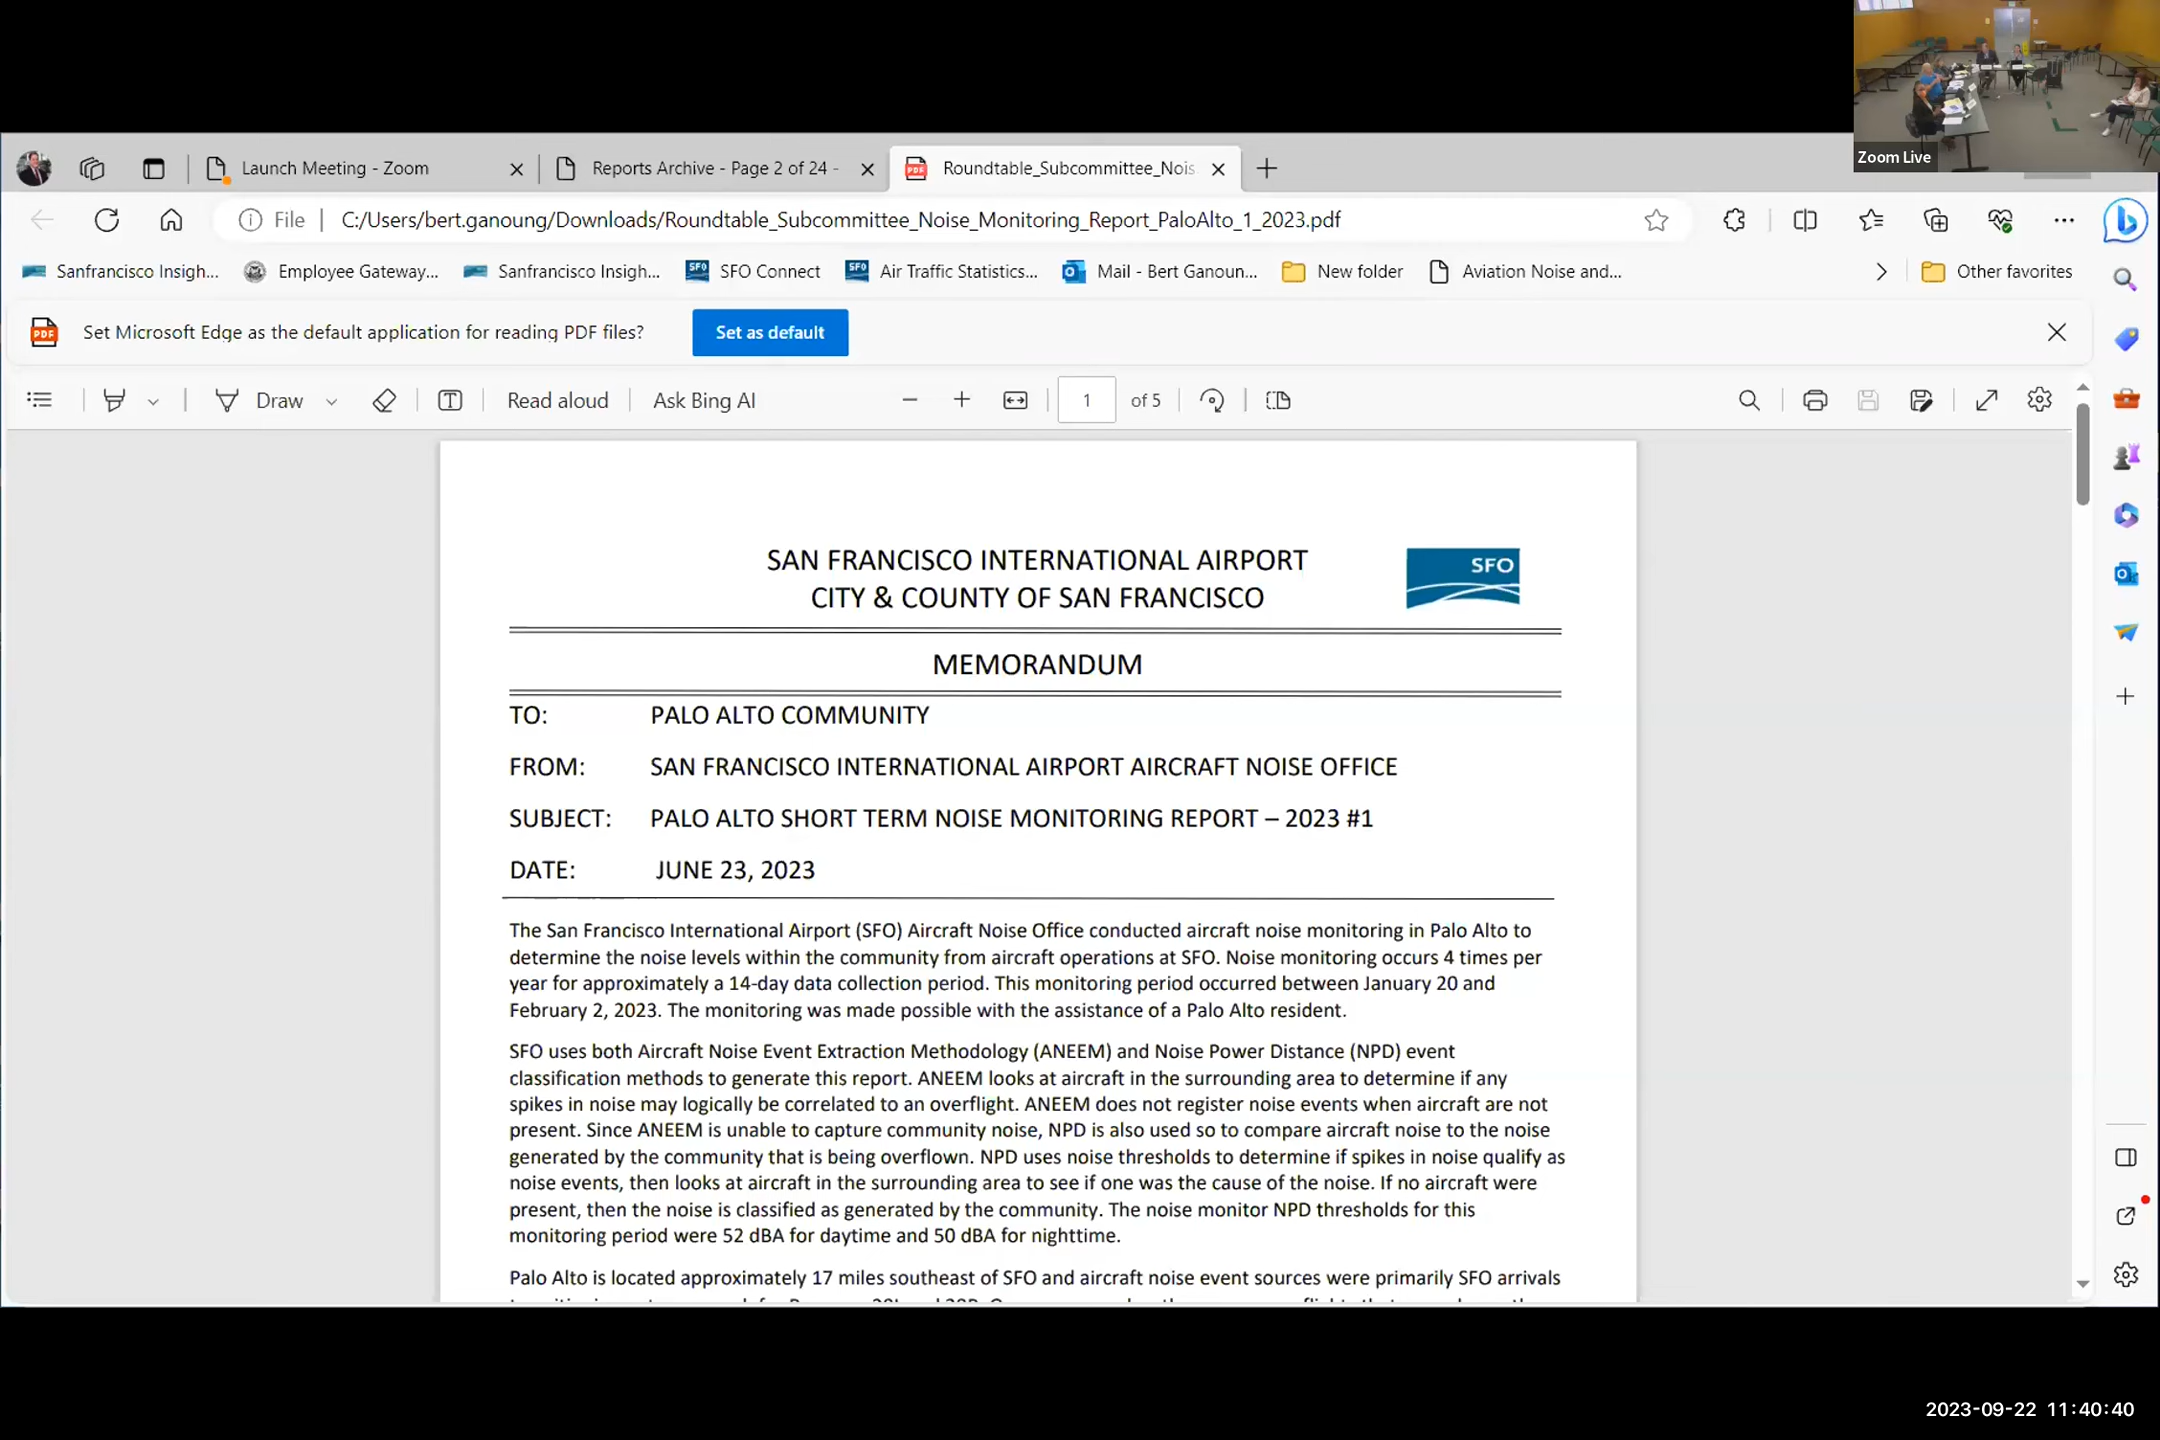 Zoom Live
Launch Meeting - Zoom
Reports Archive - Page 2 of 24 -
Roundtable_Subcommittee_Nois
File
C:/Users/bert.ganoung/Downloads/Roundtable_Subcommittee_Noise_Monitoring_Report_PaloAlto_1_2023.pdf
Sanfrancisco Insigh...
Employee Gateway...
Sanfrancisco Insigh...
SFO
SFO Connect
SFO
Air Traffic Statistics...
Mail - Bert Ganoun...
New folder
Aviation Noise and...
Other favorites
PDF
Set Microsoft Edge as the default application for reading PDF files?
Set as default
Draw
Read aloud
Ask Bing AI
1
of 5
SAN FRANCISCO INTERNATIONAL AIRPORT
CITY & COUNTY OF SAN FRANCISCO
SFO
MEMORANDUM
TO: PALO ALTO COMMUNITY
FROM: SAN FRANCISCO INTERNATIONAL AIRPORT AIRCRAFT NOISE OFFICE
SUBJECT: PALO ALTO SHORT TERM NOISE MONITORING REPORT – 2023 #1
DATE: JUNE 23, 2023
The San Francisco International Airport (SFO) Aircraft Noise Office conducted aircraft noise monitoring in Palo Alto to
determine the noise levels within the community from aircraft operations at SFO. Noise monitoring occurs 4 times per
year for approximately a 14-day data collection period. This monitoring period occurred between January 20 and
February 2, 2023. The monitoring was made possible with the assistance of a Palo Alto resident.
SFO uses both Aircraft Noise Event Extraction Methodology (ANEEM) and Noise Power Distance (NPD) event
classification methods to generate this report. ANEEM looks at aircraft in the surrounding area to determine if any
spikes in noise may logically be correlated to an overflight. ANEEM does not register noise events when aircraft are not
present. Since ANEEM is unable to capture community noise, NPD is also used so to compare aircraft noise to the noise
generated by the community that is being overflown. NPD uses noise thresholds to determine if spikes in noise qualify as
noise events, then looks at aircraft in the surrounding area to see if one was the cause of the noise. If no aircraft were
present, then the noise is classified as generated by the community. The noise monitor NPD thresholds for this
monitoring period were 52 dBA for daytime and 50 dBA for nighttime.
Palo Alto is located approximately 17 miles southeast of SFO and aircraft noise event sources were primarily SFO arrivals
2023-09-22 11:40:40